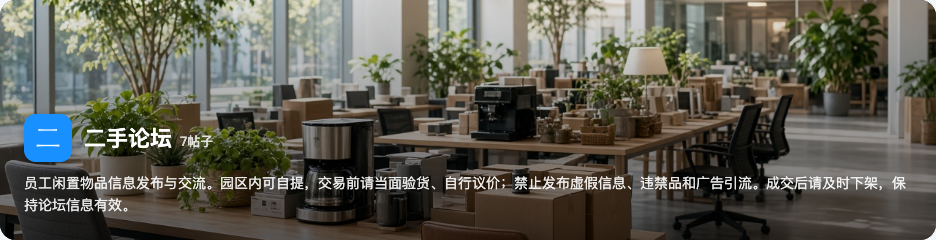 二
二手论坛 7帖子
员工闲置物品信息发布与交流。园区内可自提，交易前请当面验货、自行议价；禁止发布虚假信息、违禁品和广告引流。成交后请及时下架，保
持论坛信息有效。